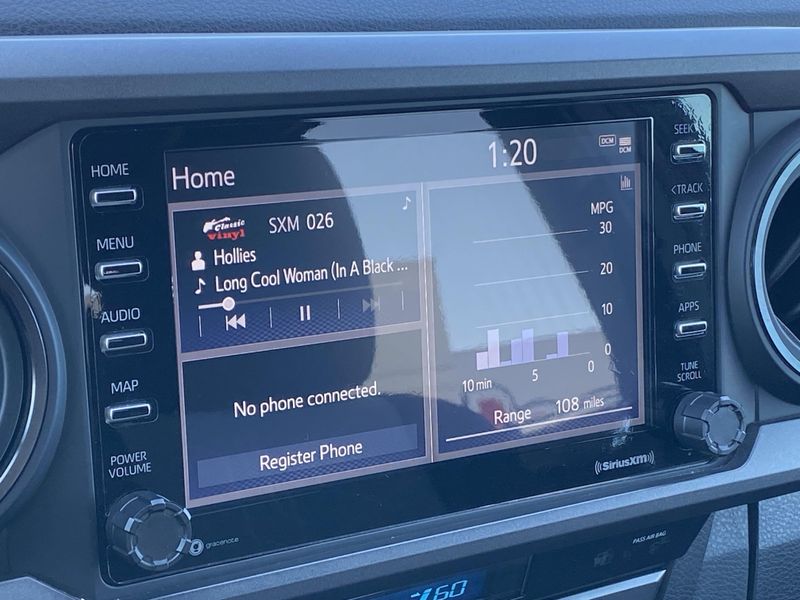 HOME
MENU
AUDIO
MAP
POWER
VOLUME
Home
1:20
DCM
DCM
Classic
vinyl
SXM 026
Hollies
Long Cool Woman (In A Black ...
No phone connected.
Register Phone
MPG
30
20
10
0
10 min
5
0
Range 108 miles
SEEK>
<TRACK
PHONE
APPS
TUNE
SCROLL
gracenote
SiriusXM
PASS AIR BAG
60